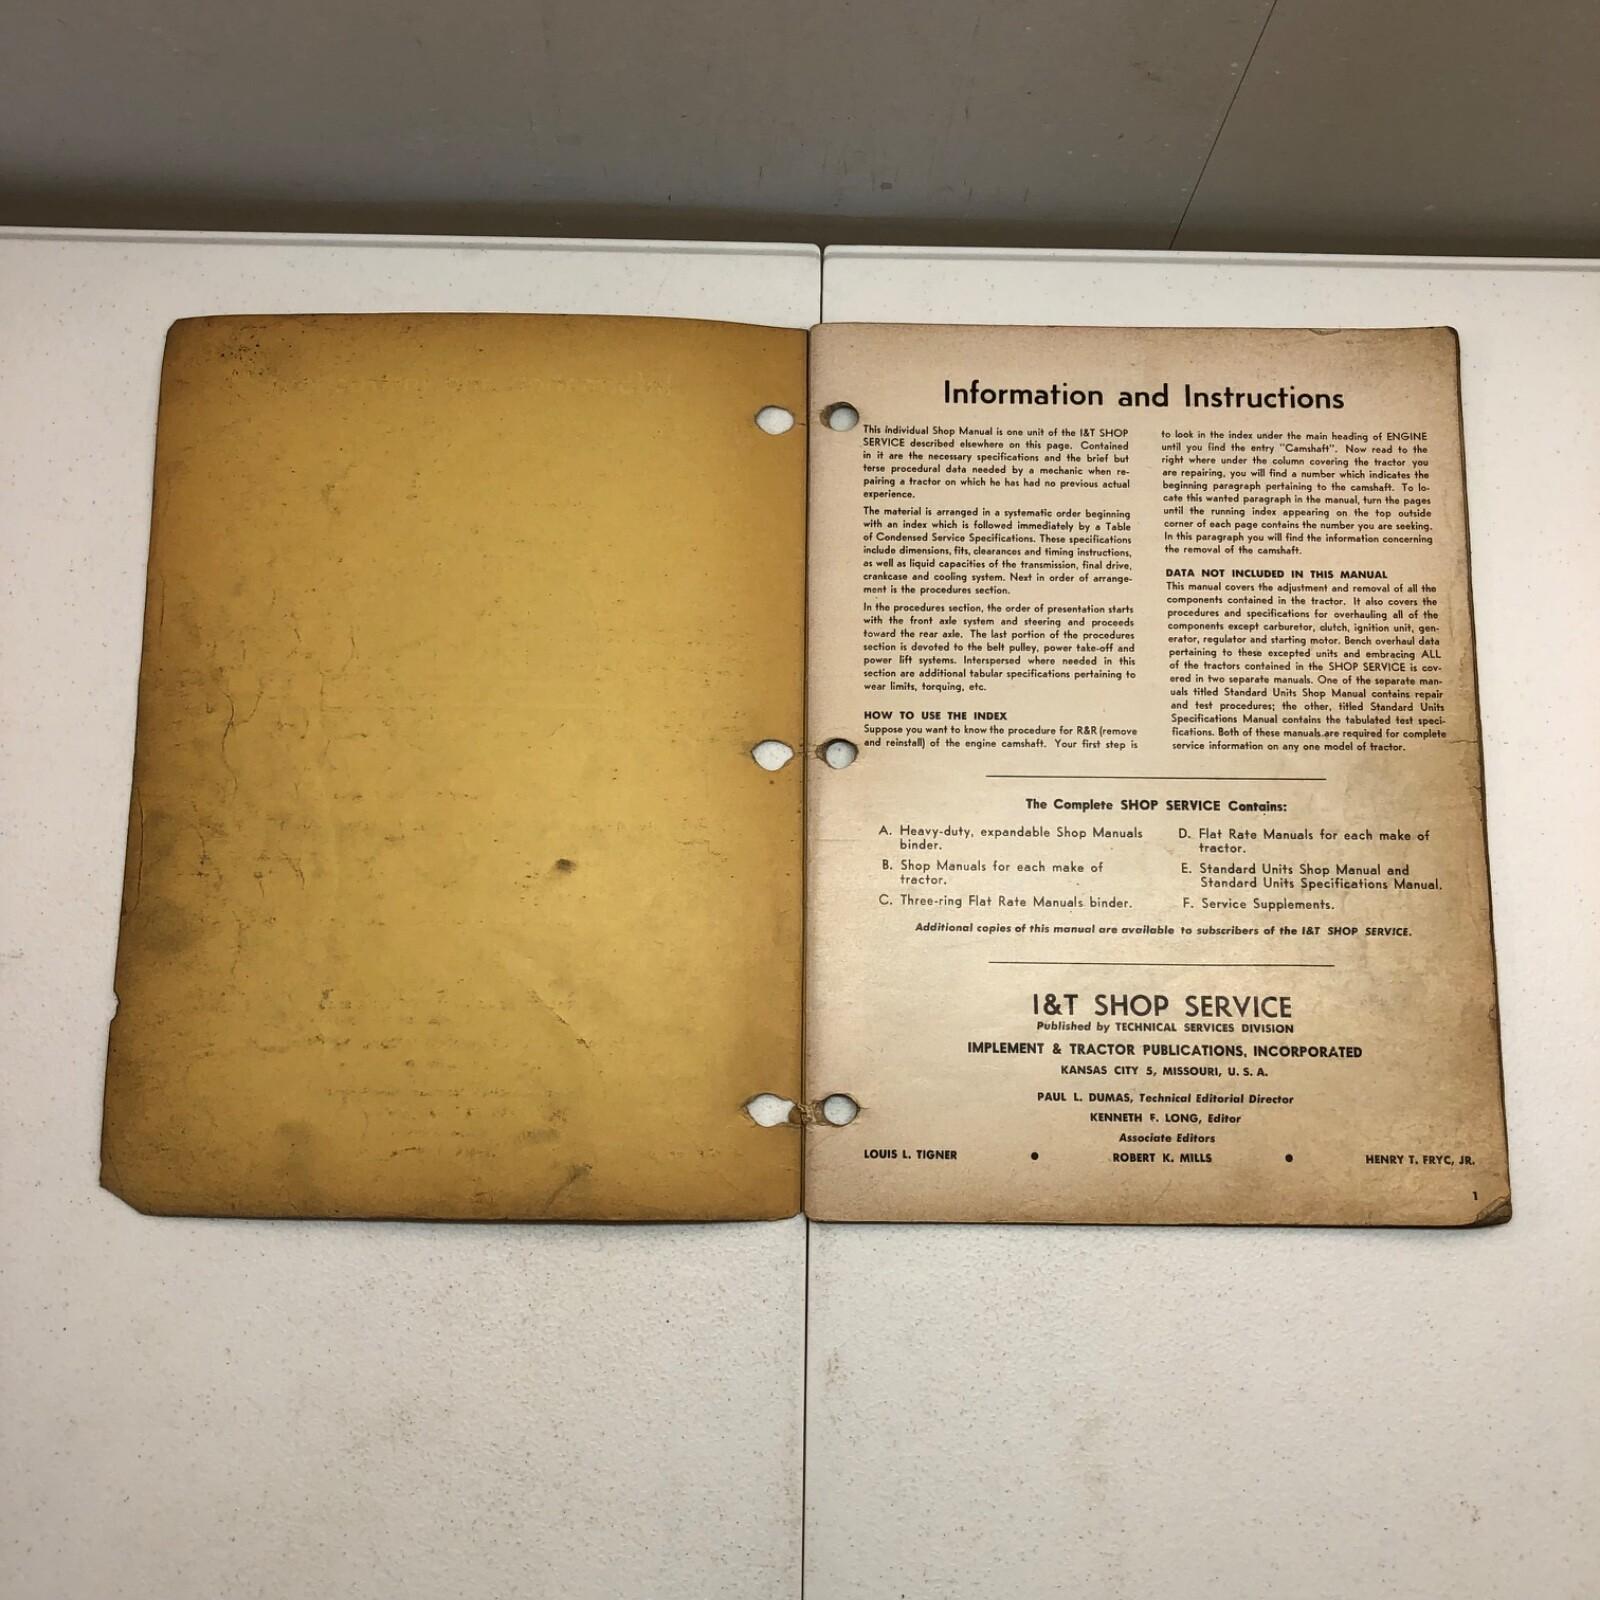 Information and Instructions
This individual Shop Manual is one unit of the I&T SHOP
SERVICE described elsewhere on this page. Contained
in it are the necessary specifications and the brief but
terse procedural data needed by a mechanic when re-
pairing a tractor on which he has had no previous actual
experience.
The material is arranged in a systematic order beginning
with an index which is followed immediately by a Table
of Condensed Service Specifications. These specifications
include dimensions, fits, clearances and timing instructions,
as well as liquid capacities of the transmission, final drive,
crankcase and cooling system. Next in order of arrange-
ment is the procedures section.
In the procedures section, the order of presentation starts
with the front axle system and steering and proceeds
toward the rear axle. The last portion of the procedures
section is devoted to the belt pulley, power take-off and
power lift systems. Interspersed where needed in this
section are additional tabular specifications pertaining to
wear limits, torquing, etc.
HOW TO USE THE INDEX
Suppose you want to know the procedure for R&R (remove
and reinstall) of the engine camshaft. Your first step is
to look in the index under the main heading of ENGINE
until you find the entry "Camshaft". Now read to the
right where under the column covering the tractor you
are repairing, you will find a number which indicates the
beginning paragraph pertaining to the camshaft. To lo-
cate this wanted paragraph in the manual, turn the pages
until the running index appearing on the top outside
corner of each page contains the number you are seeking.
In this paragraph you will find the information concerning
the removal of the camshaft.
DATA NOT INCLUDED IN THIS MANUAL
This manual covers the adjustment and removal of all the
components contained in the tractor. It also covers the
procedures and specifications for overhauling all of the
components except carburetor, clutch, ignition unit, gen-
erator, regulator and starting motor. Bench overhaul data
pertaining to these excepted units and embracing ALL
of the tractors contained in the SHOP SERVICE is cov-
ered in two separate manuals. One of the separate man-
uals titled Standard Units Shop Manual contains repair
and test procedures; the other, titled Standard Units
Specifications Manual contains the tabulated test speci-
fications. Both of these manuals are required for complete
service information on any one model of tractor.
The Complete SHOP SERVICE Contains:
A. Heavy-duty, expandable Shop Manuals
binder.
B. Shop Manuals for each make of
tractor.
C. Three-ring Flat Rate Manuals binder.
D. Flat Rate Manuals for each make of
tractor.
E. Standard Units Shop Manual and
Standard Units Specifications Manual.
F. Service Supplements.
Additional copies of this manual are available to subscribers of the I&T SHOP SERVICE.
I&T SHOP SERVICE
Published by TECHNICAL SERVICES DIVISION
IMPLEMENT & TRACTOR PUBLICATIONS, INCORPORATED
KANSAS CITY 5, MISSOURI, U. S. A.
PAUL L. DUMAS, Technical Editorial Director
KENNETH F. LONG, Editor
Associate Editors
LOUIS L. TIGNER • ROBERT K. MILLS • HENRY T. FRYC, JR.
1